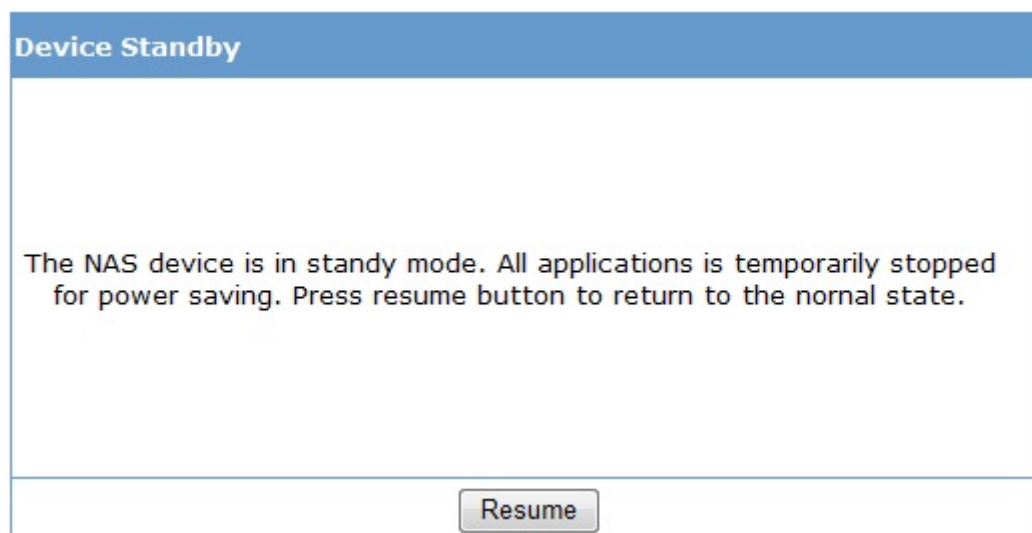 Device Standby
The NAS device is in standy mode. All applications is temporarily stopped
for power saving. Press resume button to return to the nornal state.
Resume